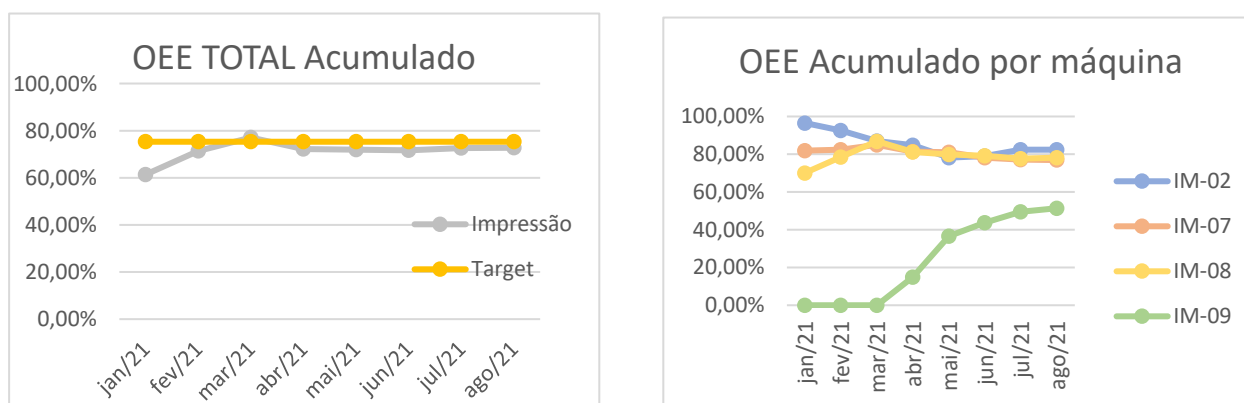 OEE TOTAL Acumulado
100,00%
80,00%
60,00%
40,00%
20,00%
0,00%
Impressão
Target
jan/21
fev/21
mar/21
abr/21
mai/21
jun/21
jul/21
ago/21
OEE Acumulado por máquina
100,00%
80,00%
60,00%
40,00%
20,00%
0,00%
jan/21
fev/21
mar/21
abr/21
mai/21
jun/21
jul/21
ago/21
IM-02
IM-07
IM-08
IM-09